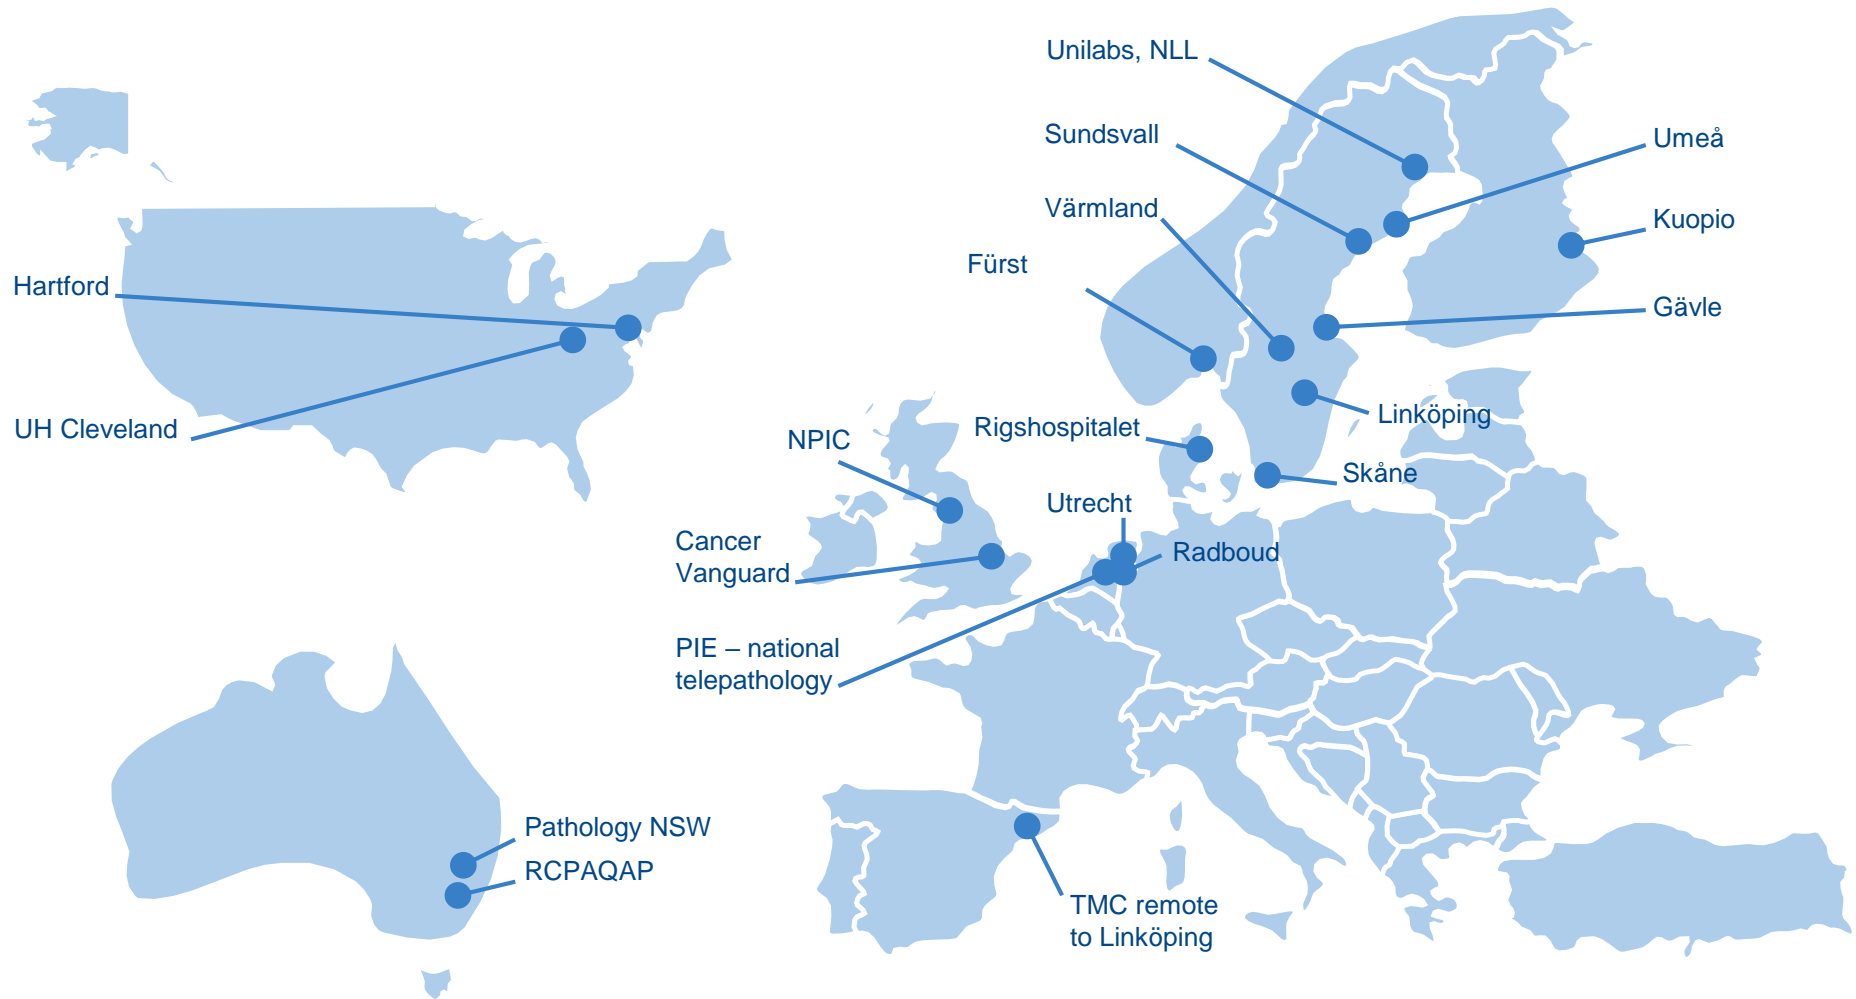 Unilabs, NLL
Sundsvall
Umeå
Värmland
Kuopio
Fürst
Hartford
Gävle
Linköping
UH Cleveland
Rigshospitalet
NPIC
Skåne
Utrecht
Cancer
Vanguard
Radboud
PIE – national
telepathology
Pathology NSW
RCPAQAP
TMC remote
to Linköping